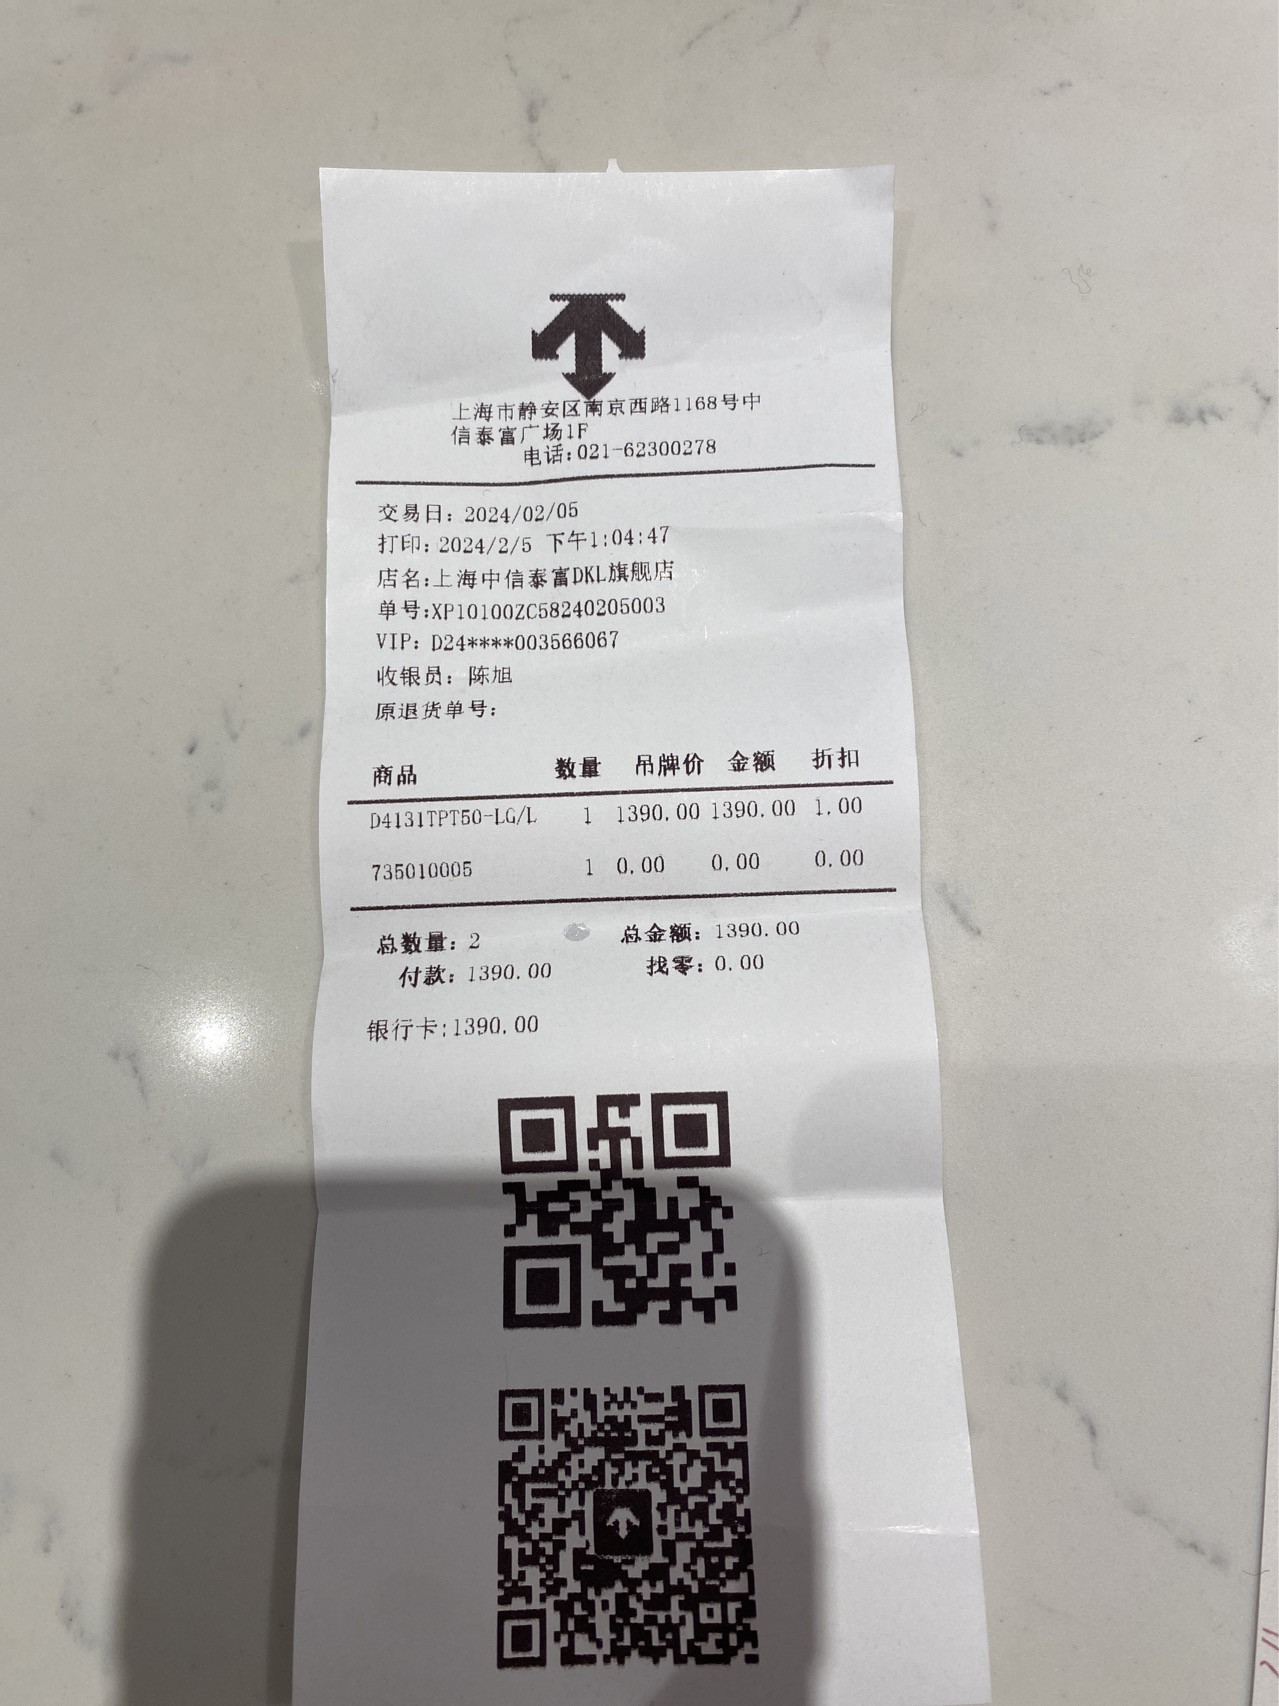 上海市静安区南京西路1168号中
信泰富广场1F
电话:021-62300278
交易日: 2024/02/05
打印: 2024/2/5 下午1:04:47
店名:上海中信泰富DKL旗舰店
单号:XP10100ZC58240205003
VIP: D24****003566067
收银员: 陈旭
原退货单号:
商品 数量 吊牌价 金额 折扣
D4131TPT50-LG/L 1 1390.00 1390.00 1.00
735010005 1 0.00 0.00 0.00
总数量: 2 总金额: 1390.00
付款: 1390.00 找零: 0.00
银行卡:1390.00